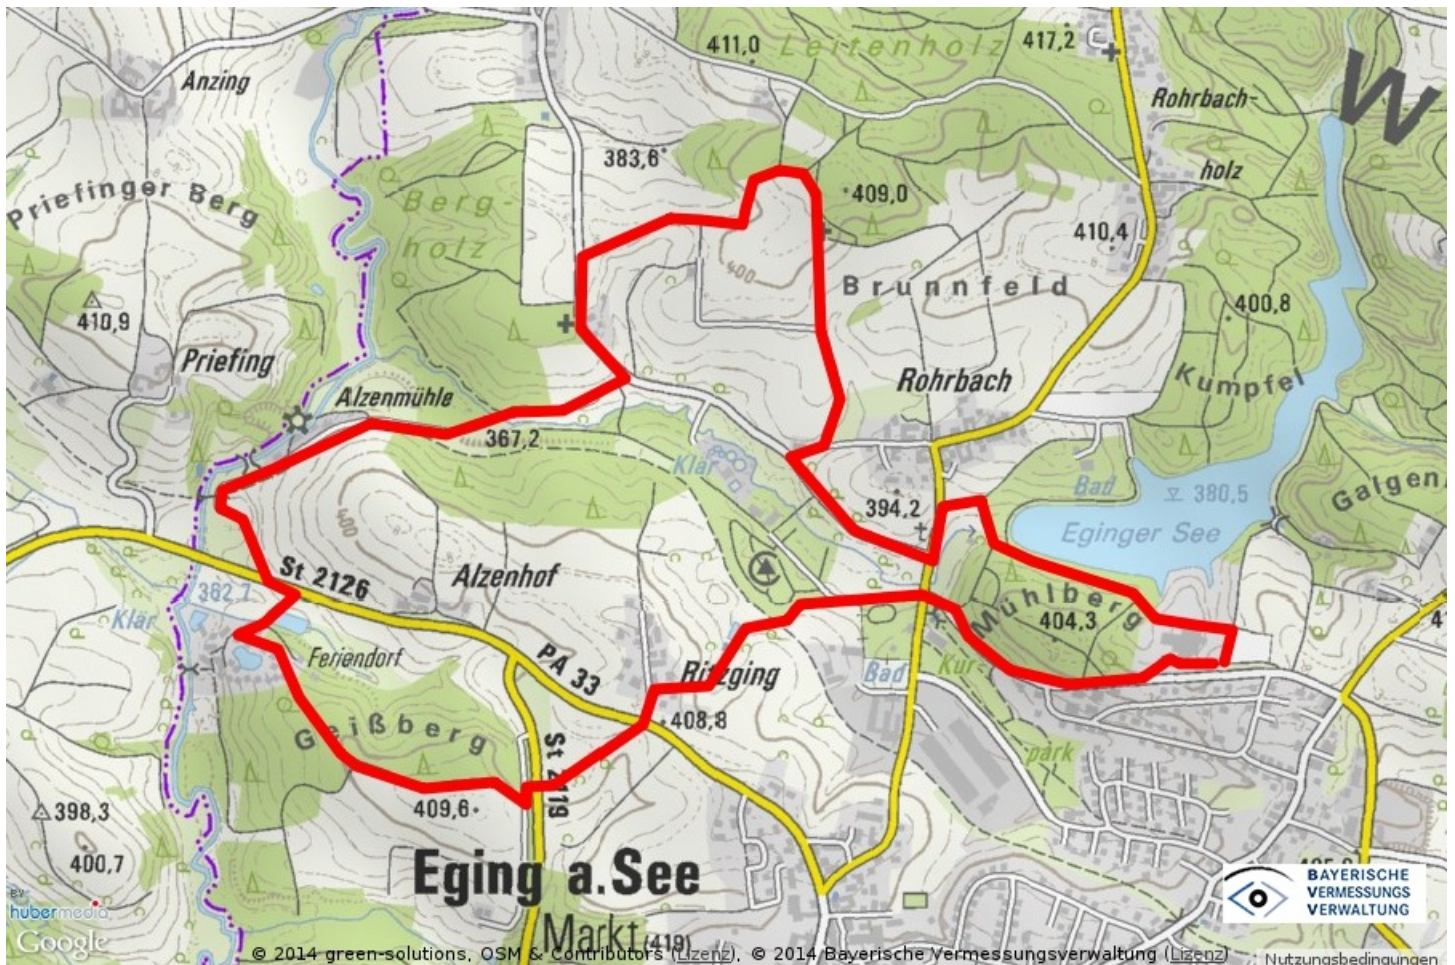 411,0
Leitenholz
417,2
Anzing
Rohrbach-
holz
W
383,6
409,0
Priefinger Berg
Berg-
holz
410,4
400
Brunnfeld
400,8
410,9
Priefing
Rohrbach
Kumpfel
Alzenmühle
367,2
Klär
Bad
380,5
Galgen
394,2
Eginger See
400
St 2126
Alzenhof
362,7
Klär
Mühlberg
404,3
Feriendorf
PA 33
Ritzging
Bad
Kur-
408,8
Geißberg
St 2119
park
409,6
398,3
400,7
Eging a.See
Markt (419)
BAYERISCHE
VERMESSUNGS
VERWALTUNG
BY
hubermedia
Google
© 2014 green-solutions, OSM & Contributors (Lizenz), © 2014 Bayerische Vermessungsverwaltung (Lizenz)
Nutzungsbedingungen